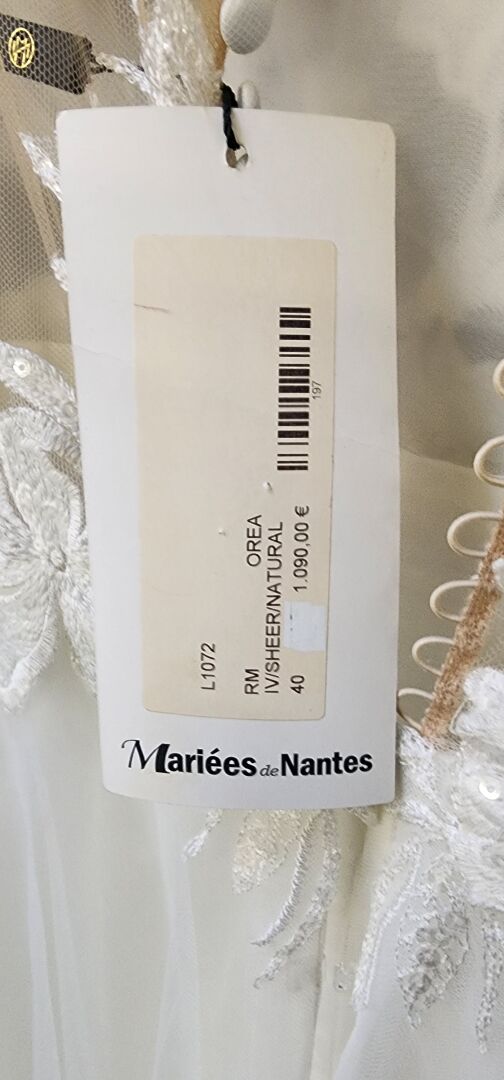 L1072
RM OREA
IV/SHEER/NATURAL
40 1.090,00 €
197
Mariées de Nantes